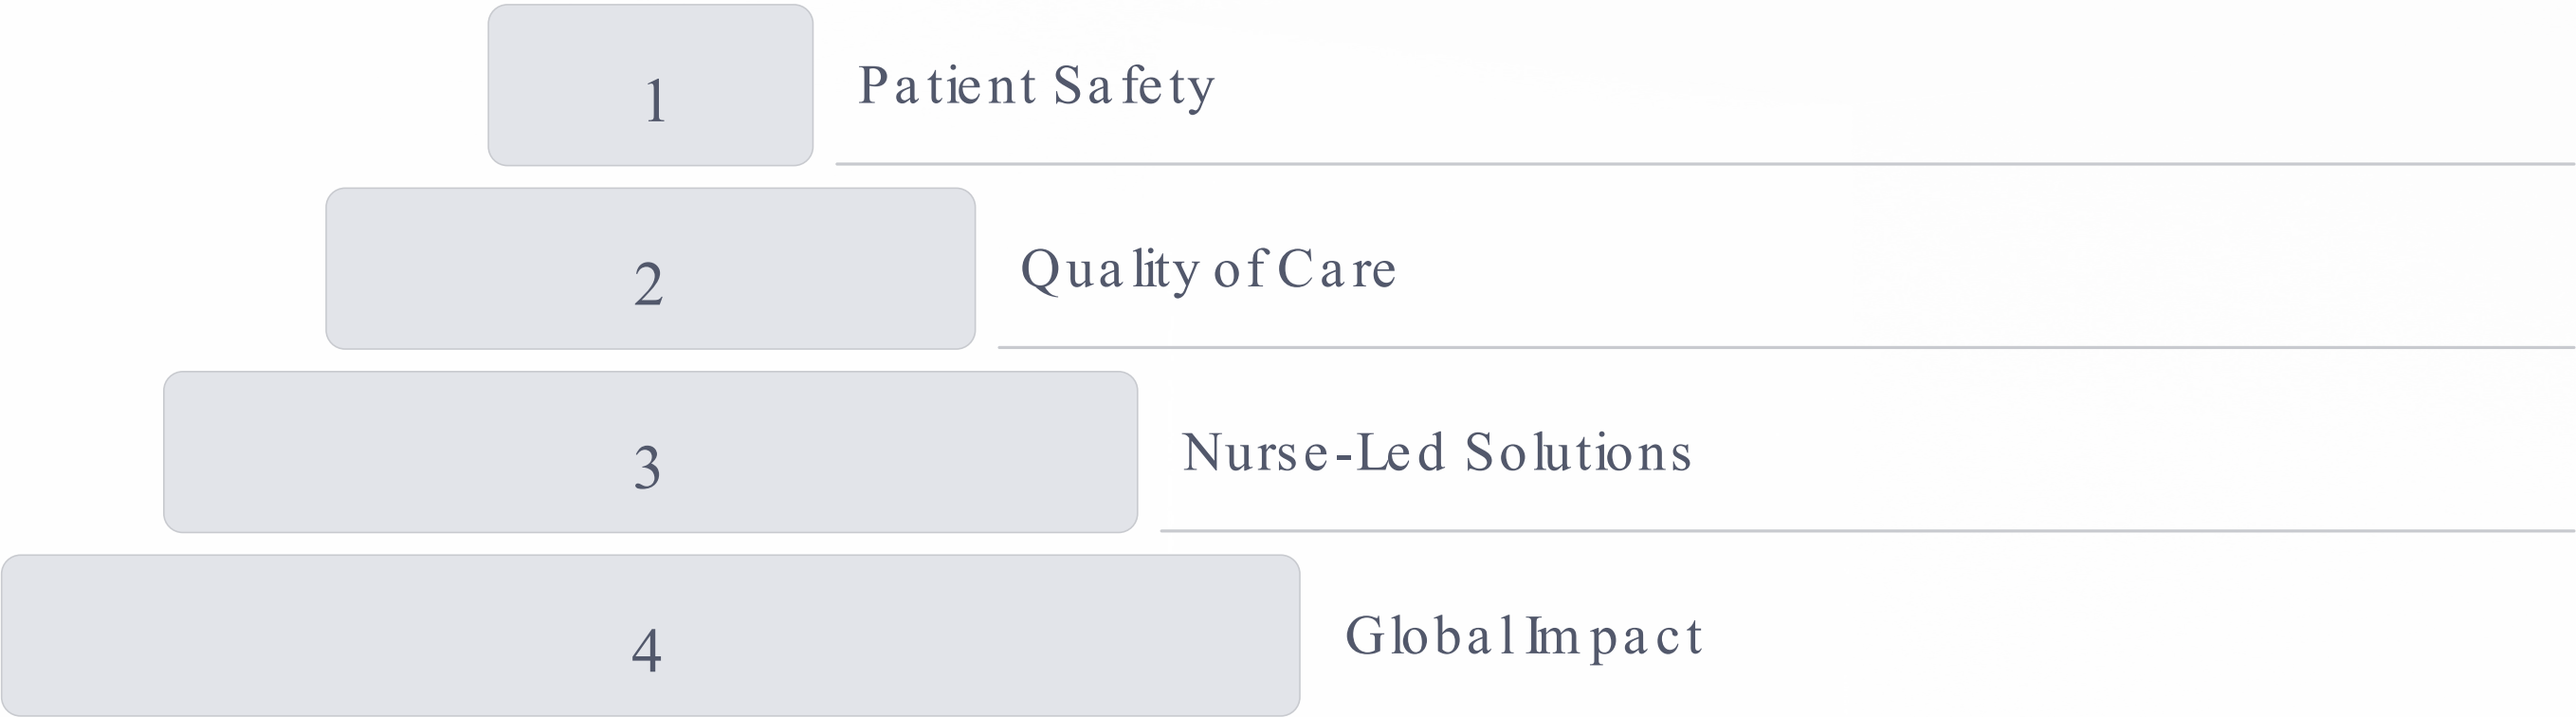 1
Patient Safety
2
Quality of Care
3
Nurse-Led Solutions
4
Global Impact